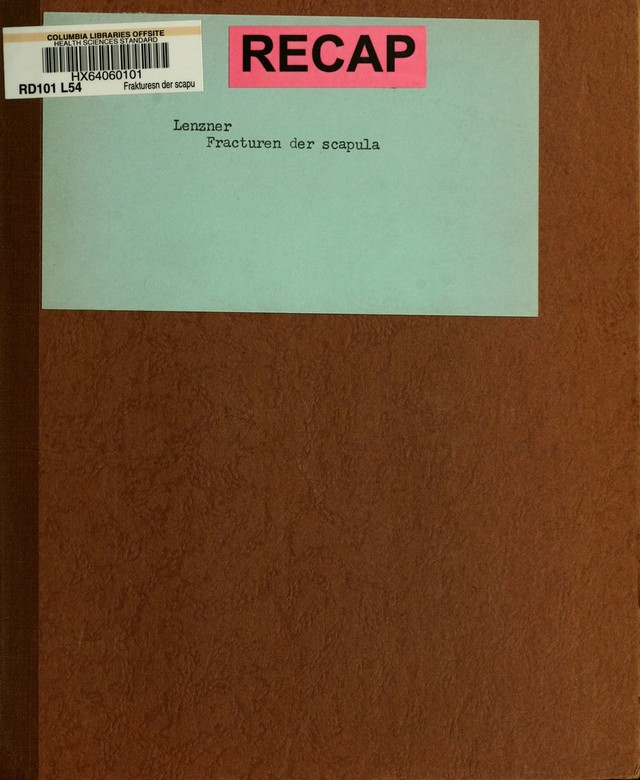 COLUMBIA LIBRARIES OFFSITE
HEALTH SCIENCES STANDARD
HX64060101
RD101 L54 Frakturesn der scapu
RECAP
Lenzner
Fracturen der scapula